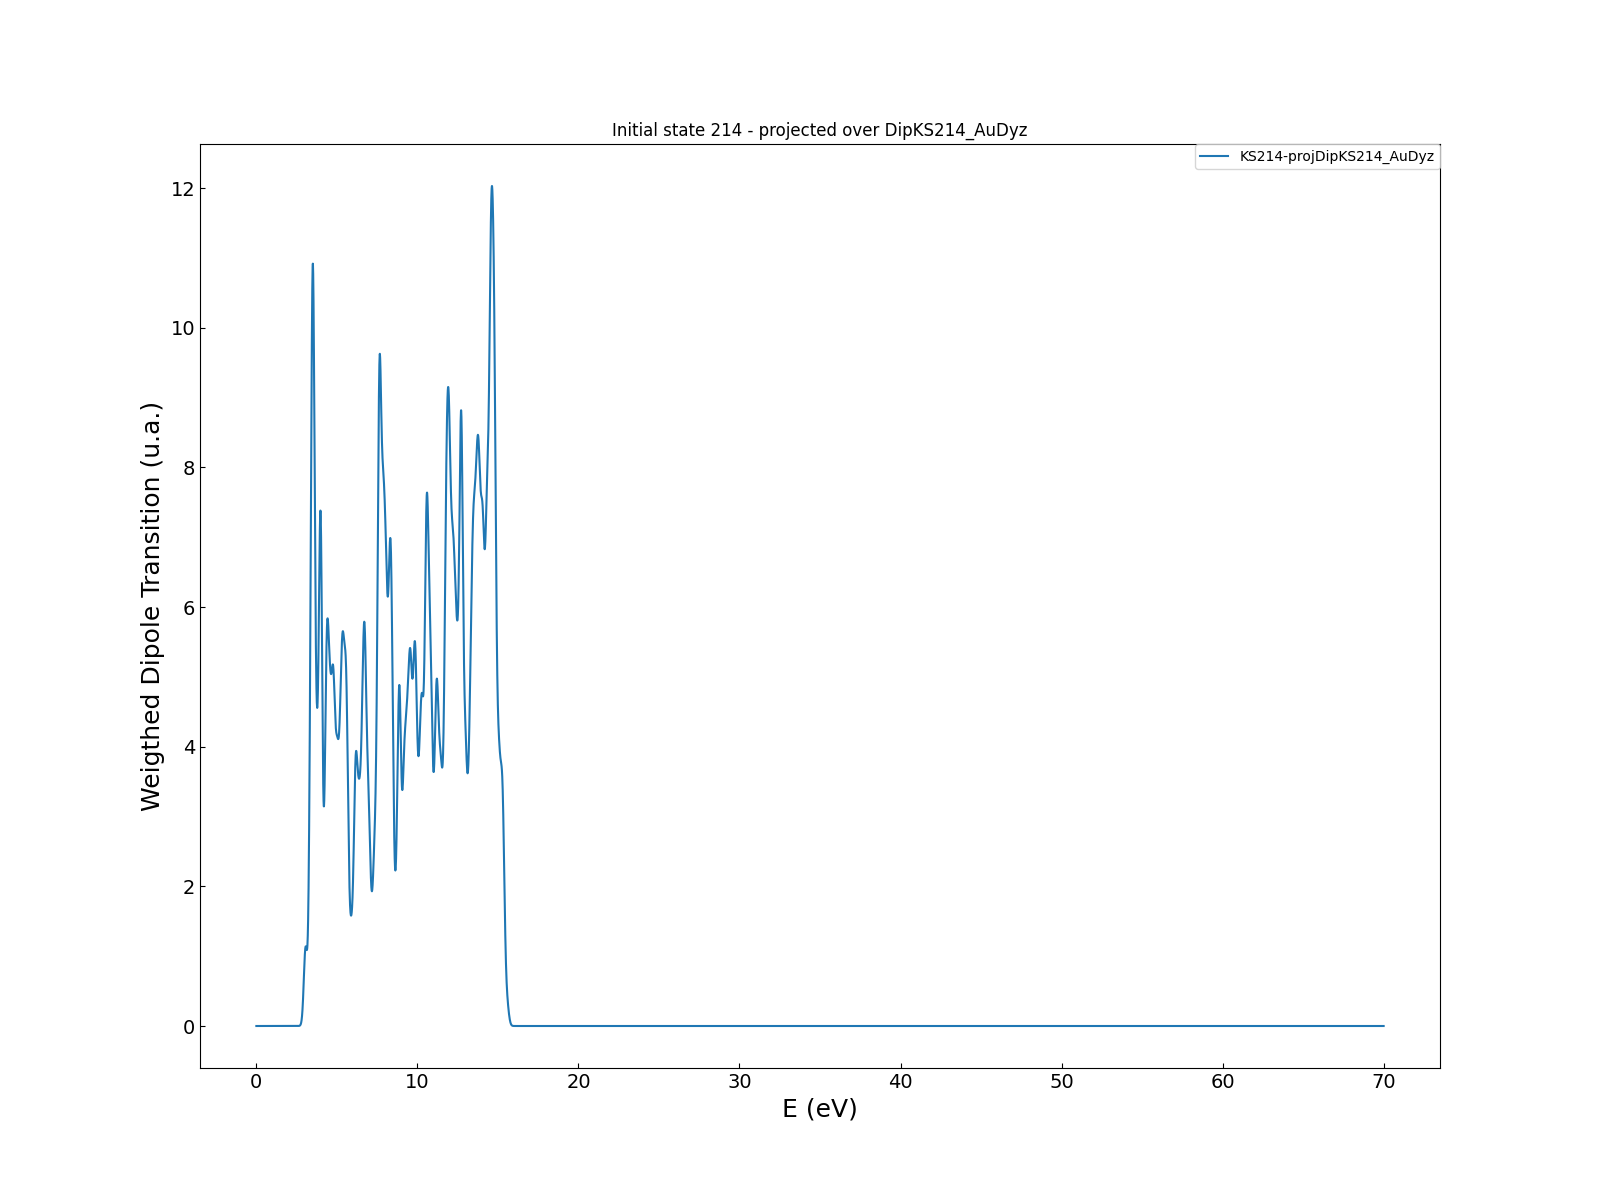 Initial state 214 - projected over DipKS214_AuDyz
KS214-projDipKS214_AuDyz
12
10
8
6
4
2
0
Weigthed Dipole Transition (u.a.)
0 10 20 30 40 50 60 70
E (eV)